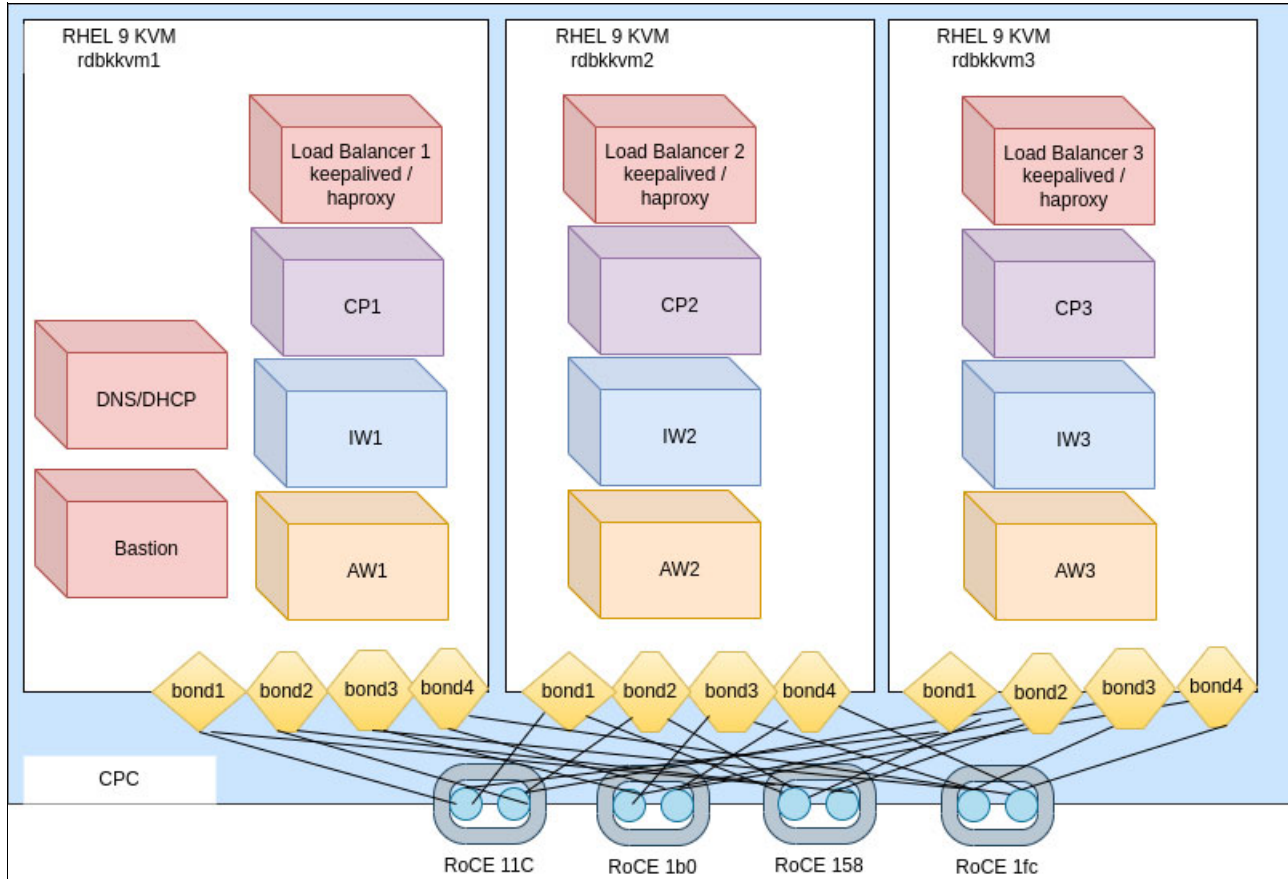 RHEL 9 KVM
rdbkkvm1
Load Balancer 1
keepalived /
haproxy
CP1
DNS/DHCP
IW1
Bastion
AW1
bond1
bond2
bond3
bond4
RHEL 9 KVM
rdbkkvm2
Load Balancer 2
keepalived /
haproxy
CP2
IW2
AW2
bond1
bond2
bond3
bond4
RHEL 9 KVM
rdbkkvm3
Load Balancer 3
keepalived /
haproxy
CP3
IW3
AW3
bond1
bond2
bond3
bond4
CPC
RoCE 11C
RoCE 1b0
RoCE 158
RoCE 1fc